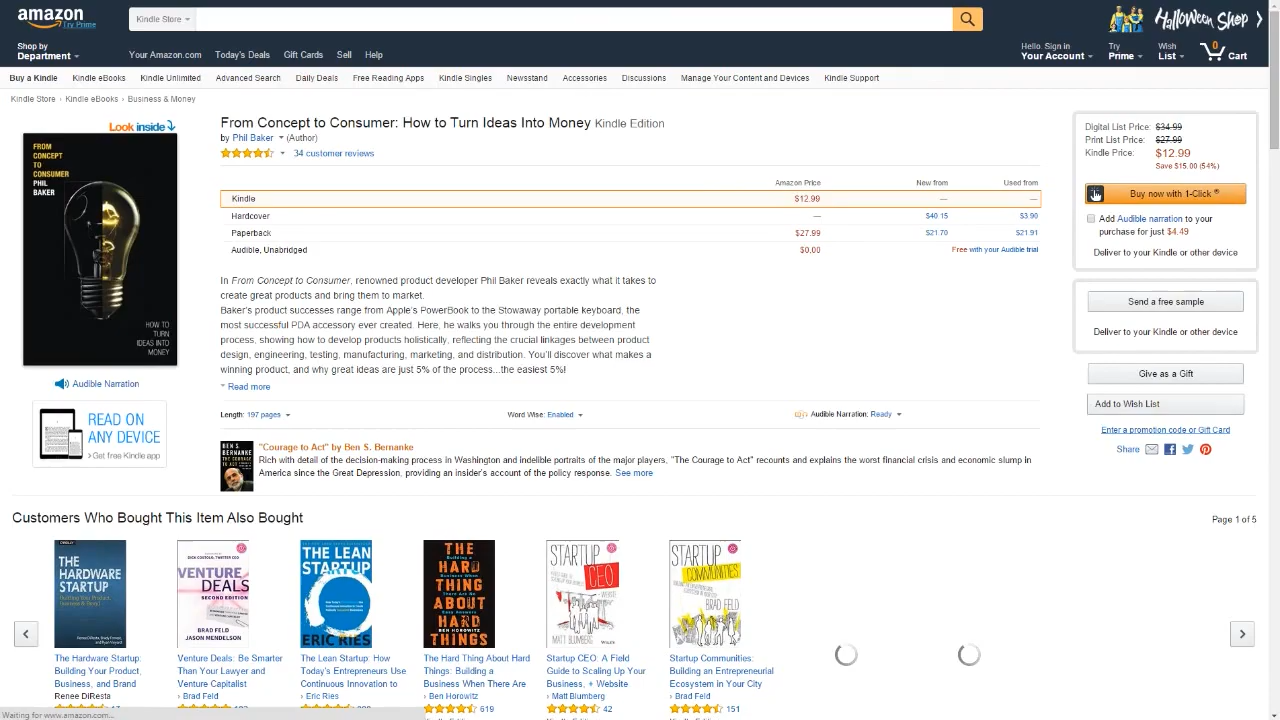 amazon
Try Prime
Kindle Store
Halloween Shop
Shop by
Department
Your Amazon.com Today's Deals Gift Cards Sell Help
Hello. Sign in
Your Account
Try
Prime
Wish
List
0
Cart
Buy a Kindle Kindle eBooks Kindle Unlimited Advanced Search Daily Deals Free Reading Apps Kindle Singles Newsstand Accessories Discussions Manage Your Content and Devices Kindle Support
Kindle Store › Kindle eBooks › Business & Money
Look inside
FROM
CONCEPT
TO
CONSUMER
PHIL
BAKER
HOW TO
TURN
IDEAS INTO
MONEY
Audible Narration
READ ON
ANY DEVICE
› Get free Kindle app
From Concept to Consumer: How to Turn Ideas Into Money Kindle Edition
by Phil Baker (Author)
34 customer reviews
Amazon Price New from Used from
Kindle $12.99 — —
Hardcover — $40.15 $3.90
Paperback $27.99 $21.70 $21.91
Audible, Unabridged $0.00 Free with your Audible trial
In From Concept to Consumer, renowned product developer Phil Baker reveals exactly what it takes to
create great products and bring them to market.
Baker's product successes range from Apple's PowerBook to the Stowaway portable keyboard, the
most successful PDA accessory ever created. Here, he walks you through the entire development
process, showing how to develop products holistically, reflecting the crucial linkages between product
design, engineering, testing, manufacturing, marketing, and distribution. You'll discover what makes a
winning product, and why great ideas are just 5% of the process...the easiest 5%!
Read more
Length: 197 pages Word Wise: Enabled Audible Narration: Ready
BEN S.
BERNANKE
THE COURAGE
TO ACT
"Courage to Act" by Ben S. Bernanke
Rich with detail of the decision-making process in Washington and indelible portraits of the major players, "The Courage to Act" recounts and explains the worst financial crisis and economic slump in
America since the Great Depression, providing an insider's account of the policy response. See more
Digital List Price: $34.99
Print List Price: $27.99
Kindle Price: $12.99
Save $15.00 (54%)
Buy now with 1-Click ®
Add Audible narration to your
purchase for just $4.49
Deliver to your Kindle or other device
Send a free sample
Deliver to your Kindle or other device
Give as a Gift
Add to Wish List
Enter a promotion code or Gift Card
Share
Customers Who Bought This Item Also Bought
Page 1 of 5
THE
HARDWARE
STARTUP
VENTURE
DEALS
SECOND EDITION
BRAD FELD
JASON MENDELSON
THE LEAN
STARTUP
ERIC RIES
THE
HARD
THING
ABOUT
HARD
THINGS
BEN HOROWITZ
STARTUP
CEO
MATT BLUMBERG
STARTUP
COMMUNITIES
BRAD FELD
The Hardware Startup:
Building Your Product,
Business, and Brand
Renee DiResta
Venture Deals: Be Smarter
Than Your Lawyer and
Venture Capitalist
› Brad Feld
The Lean Startup: How
Today's Entrepreneurs Use
Continuous Innovation to
› Eric Ries
The Hard Thing About Hard
Things: Building a
Business When There Are
› Ben Horowitz
619
Startup CEO: A Field
Guide to Scaling Up Your
Business, + Website
› Matt Blumberg
42
Startup Communities:
Building an Entrepreneurial
Ecosystem in Your City
› Brad Feld
151
Waiting for www.amazon.com...